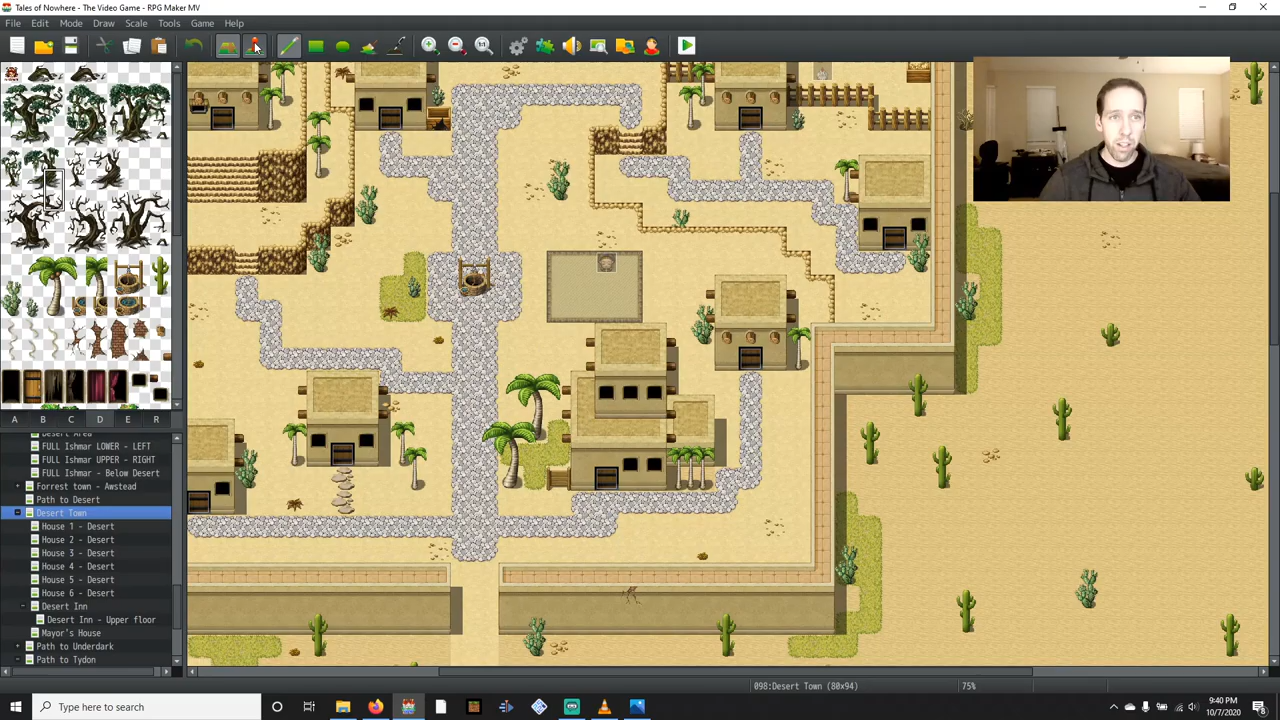 Tales of Nowhere - The Video Game - RPG Maker MV
File Edit Mode Draw Scale Tools Game Help
A B C D E R
FULL Ishmar LOWER - LEFT
FULL Ishmar UPPER - RIGHT
FULL Ishmar - Below Desert
Forrest town - Awstead
Path to Desert
Desert Town
House 1 - Desert
House 2 - Desert
House 3 - Desert
House 4 - Desert
House 5 - Desert
House 6 - Desert
Desert Inn
Desert Inn - Upper floor
Mayor's House
Path to Underdark
Path to Tydon
098:Desert Town (80x94) 75%
Type here to search
9:40 PM
10/7/2020